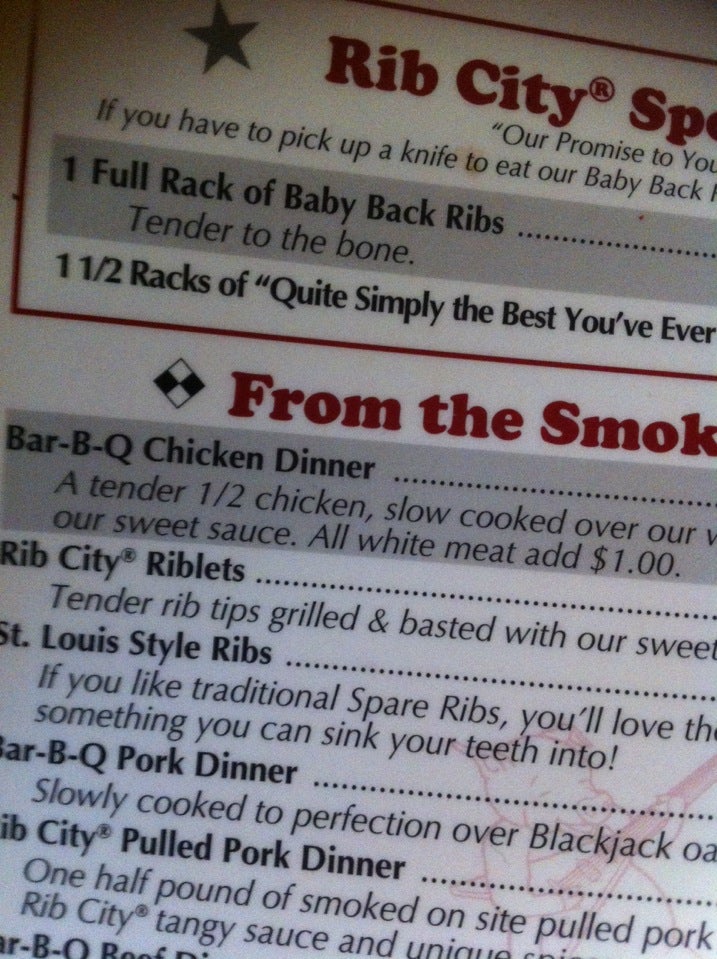 Rib City® Spe
"Our Promise to You
If you have to pick up a knife to eat our Baby Back
1 Full Rack of Baby Back Ribs
Tender to the bone.
1 1/2 Racks of "Quite Simply the Best You've Ever
From the Smok
Bar-B-Q Chicken Dinner
A tender 1/2 chicken, slow cooked over our
our sweet sauce. All white meat add $1.00.
Rib City® Riblets
Tender rib tips grilled & basted with our sweet
St. Louis Style Ribs
If you like traditional Spare Ribs, you'll love the
something you can sink your teeth into!
Bar-B-Q Pork Dinner
Slowly cooked to perfection over Blackjack oa
ib City® Pulled Pork Dinner
One half pound of smoked on site pulled pork
Rib City® tangy sauce and unique
ar-B-Q Beef Di